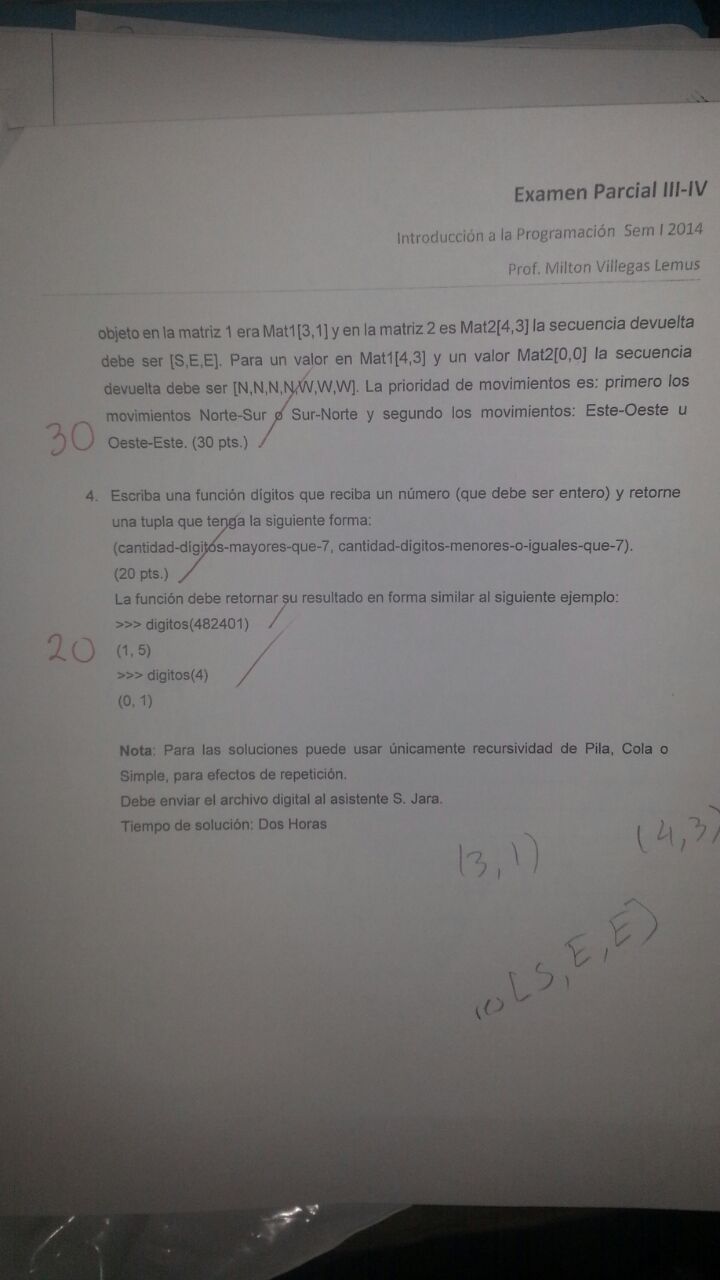 Examen Parcial III-IV
Introducción a la Programación Sem I 2014
Prof. Milton Villegas Lemus
objeto en la matriz 1 era Mat1[3,1] y en la matriz 2 es Mat2[4,3] la secuencia devuelta
debe ser [S,E,E]. Para un valor en Mat1[4,3] y un valor Mat2[0,0] la secuencia
devuelta debe ser [N,N,N,N,W,W,W]. La prioridad de movimientos es: primero los
movimientos Norte-Sur o Sur-Norte y segundo los movimientos: Este-Oeste u
30 Oeste-Este. (30 pts.)
4. Escriba una función dígitos que reciba un número (que debe ser entero) y retorne
una tupla que tenga la siguiente forma:
(cantidad-dígitos-mayores-que-7, cantidad-dígitos-menores-o-iguales-que-7).
(20 pts.)
La función debe retornar su resultado en forma similar al siguiente ejemplo:
>>> digitos(482401)
20 (1, 5)
>>> digitos(4)
(0, 1)
Nota: Para las soluciones puede usar únicamente recursividad de Pila, Cola o
Simple, para efectos de repetición.
Debe enviar el archivo digital al asistente S. Jara.
Tiempo de solución: Dos Horas
(3,1) (4,3)
[S,E,E]